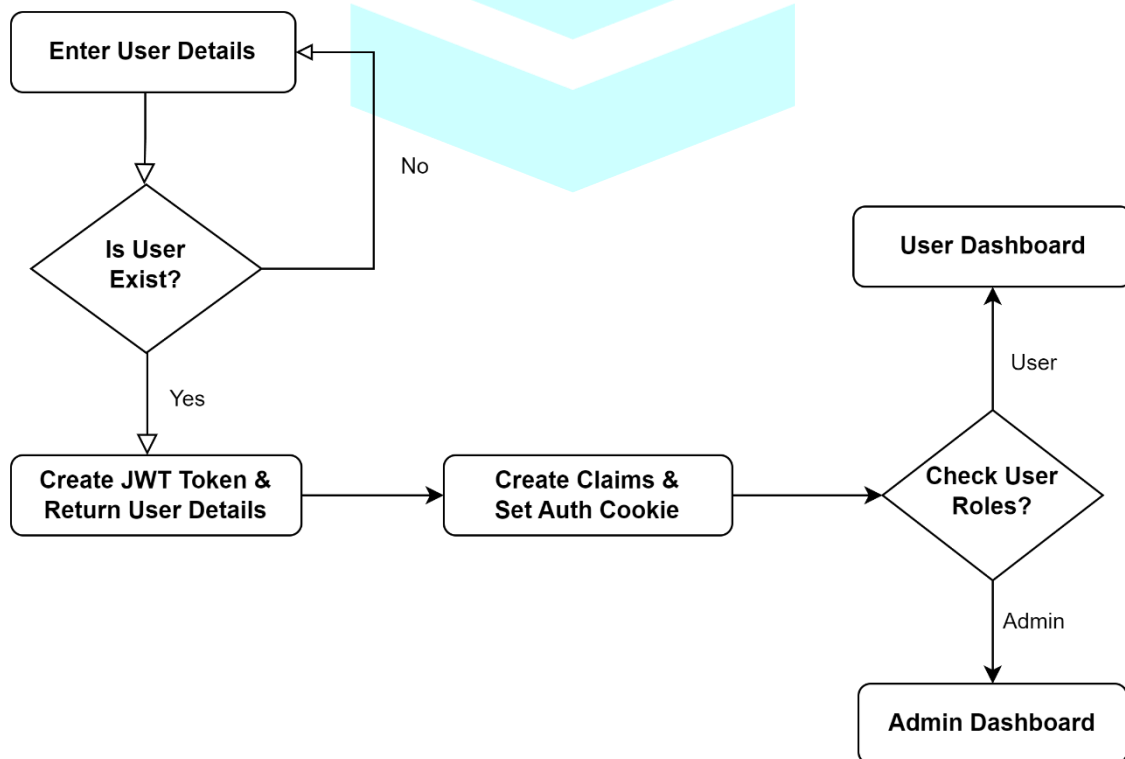 Enter User Details
No
Is User
Exist?
User Dashboard
Yes
User
Create JWT Token &
Return User Details
Create Claims &
Set Auth Cookie
Check User
Roles?
Admin
Admin Dashboard